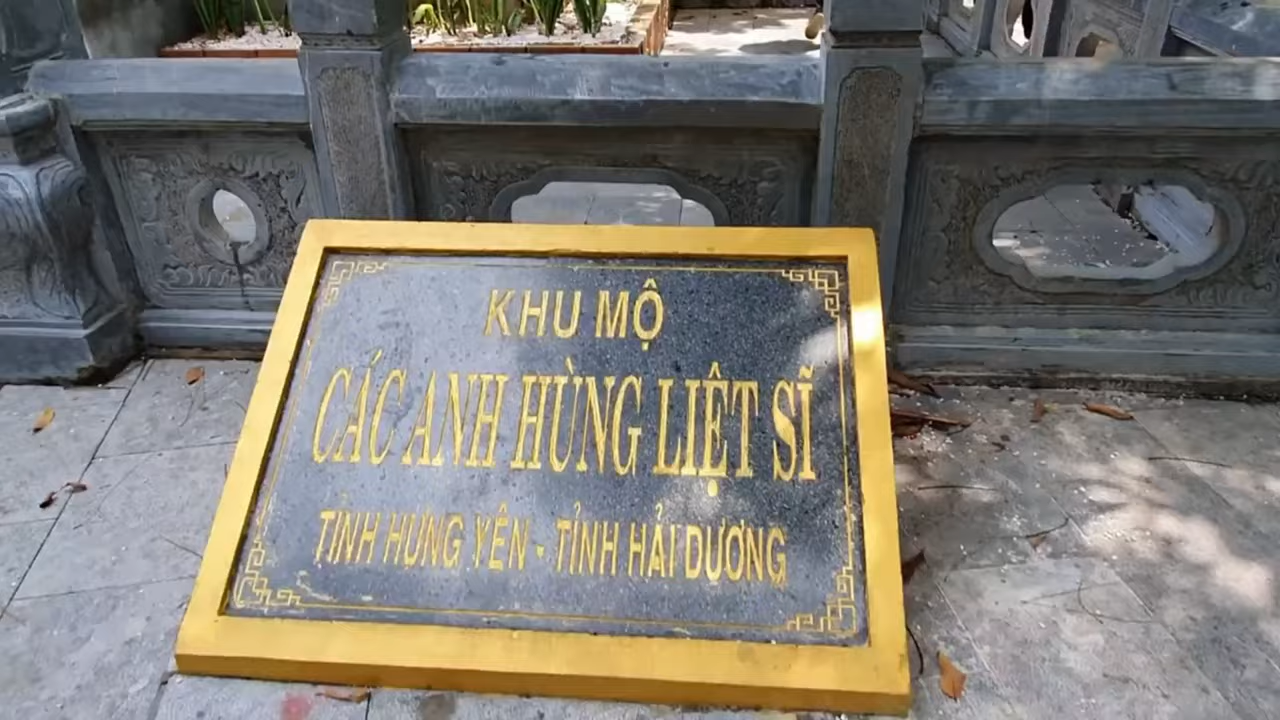 KHU MỘ
CÁC ANH HÙNG LIỆT SĨ
TỈNH HƯNG YÊN - TỈNH HẢI DƯƠNG